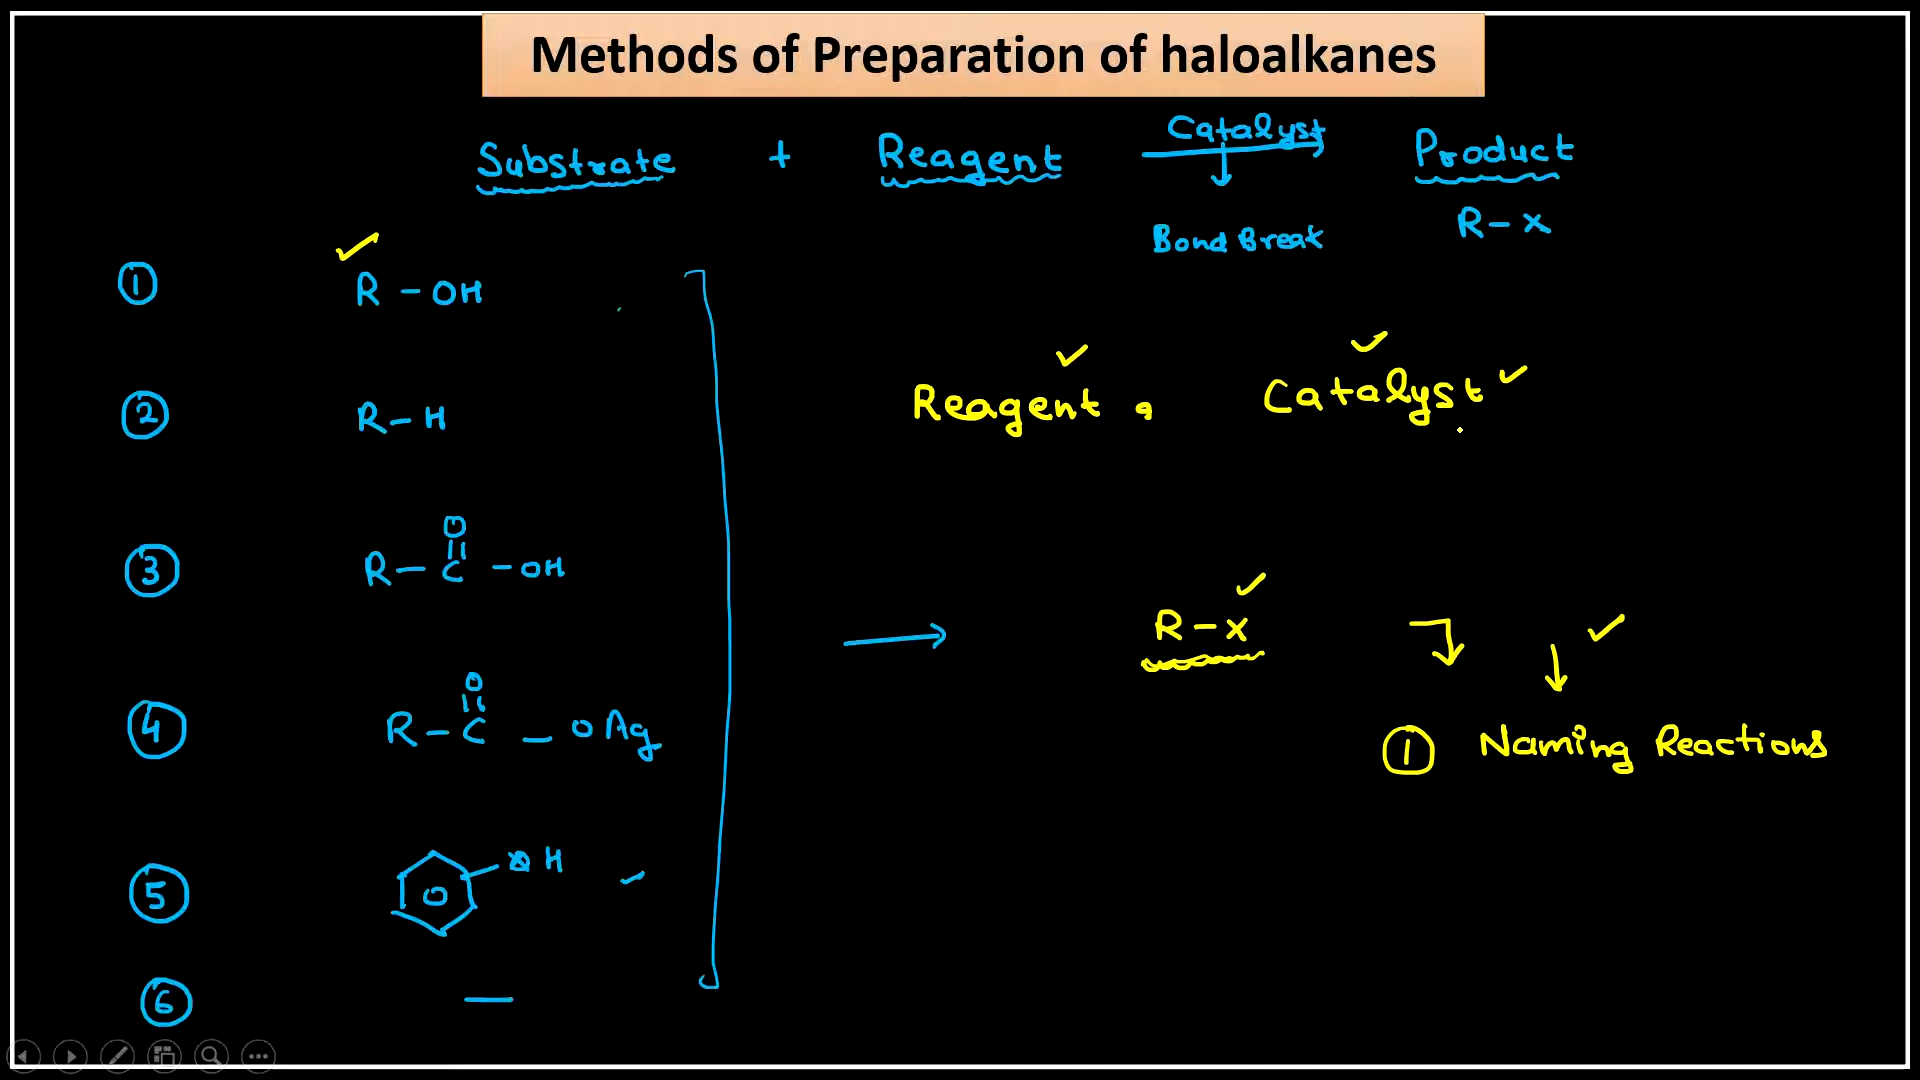 Methods of Preparation of haloalkanes
Substrate + Reagent Catalyst Product
Bond Break
R-X
① R-OH
② R-H
Reagent, Catalyst
③ R-C-OH
O
R-X
④ R-C-OAg
O
① Naming Reactions
⑤ H
⑥ —